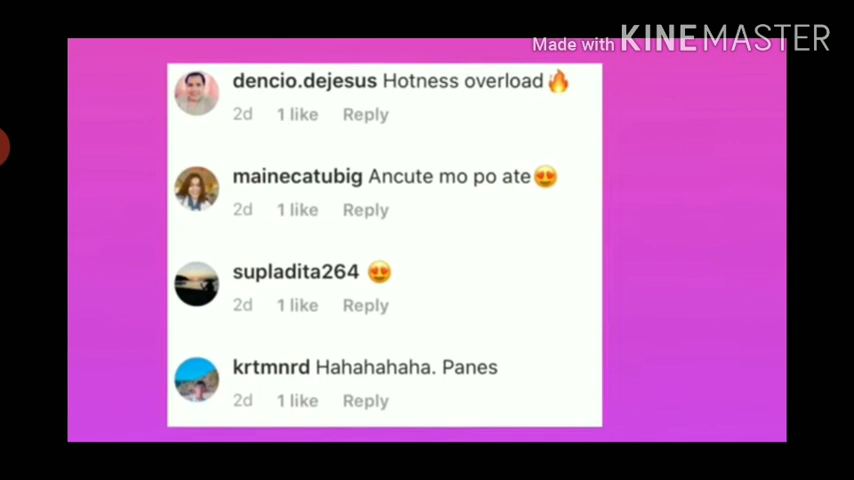 Made with KINEMASTER
dencio.dejesus Hotness overload🔥
2d 1 like Reply
mainecatubig Ancute mo po ate😍
2d 1 like Reply
supladita264 😍
2d 1 like Reply
krtmnrd Hahahahaha. Panes
2d 1 like Reply